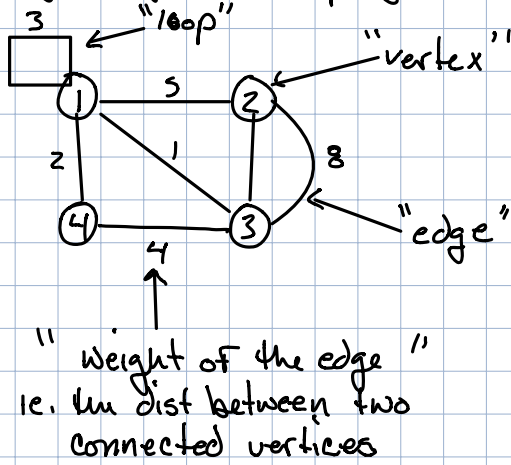 3 "loop"
"vertex"
1 5 2
2 1 8
4 3
4 "edge"
" weight of the edge "
ie. the dist between two
connected vertices